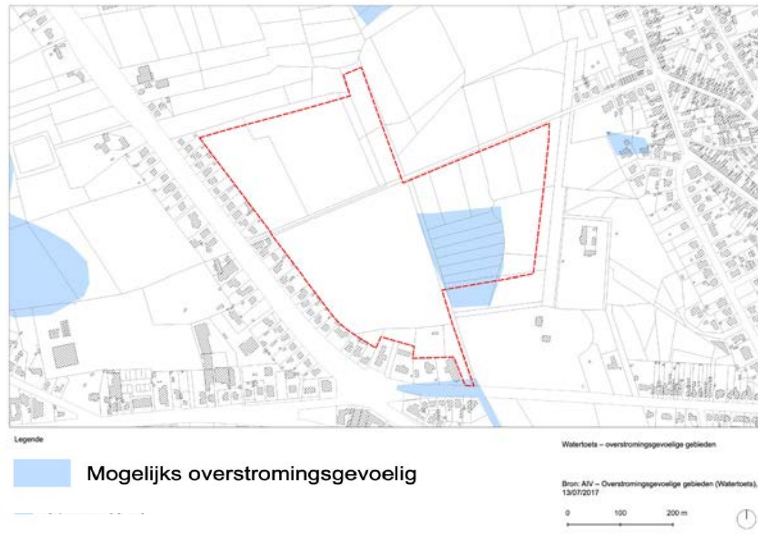 Legende
Mogelijks overstromingsgevoelig
Watertoets – overstromingsgevoelige gebieden
Bron: AIV – Overstromingsgevoelige gebieden (Watertoets),
13/07/2017
0 100 200 m